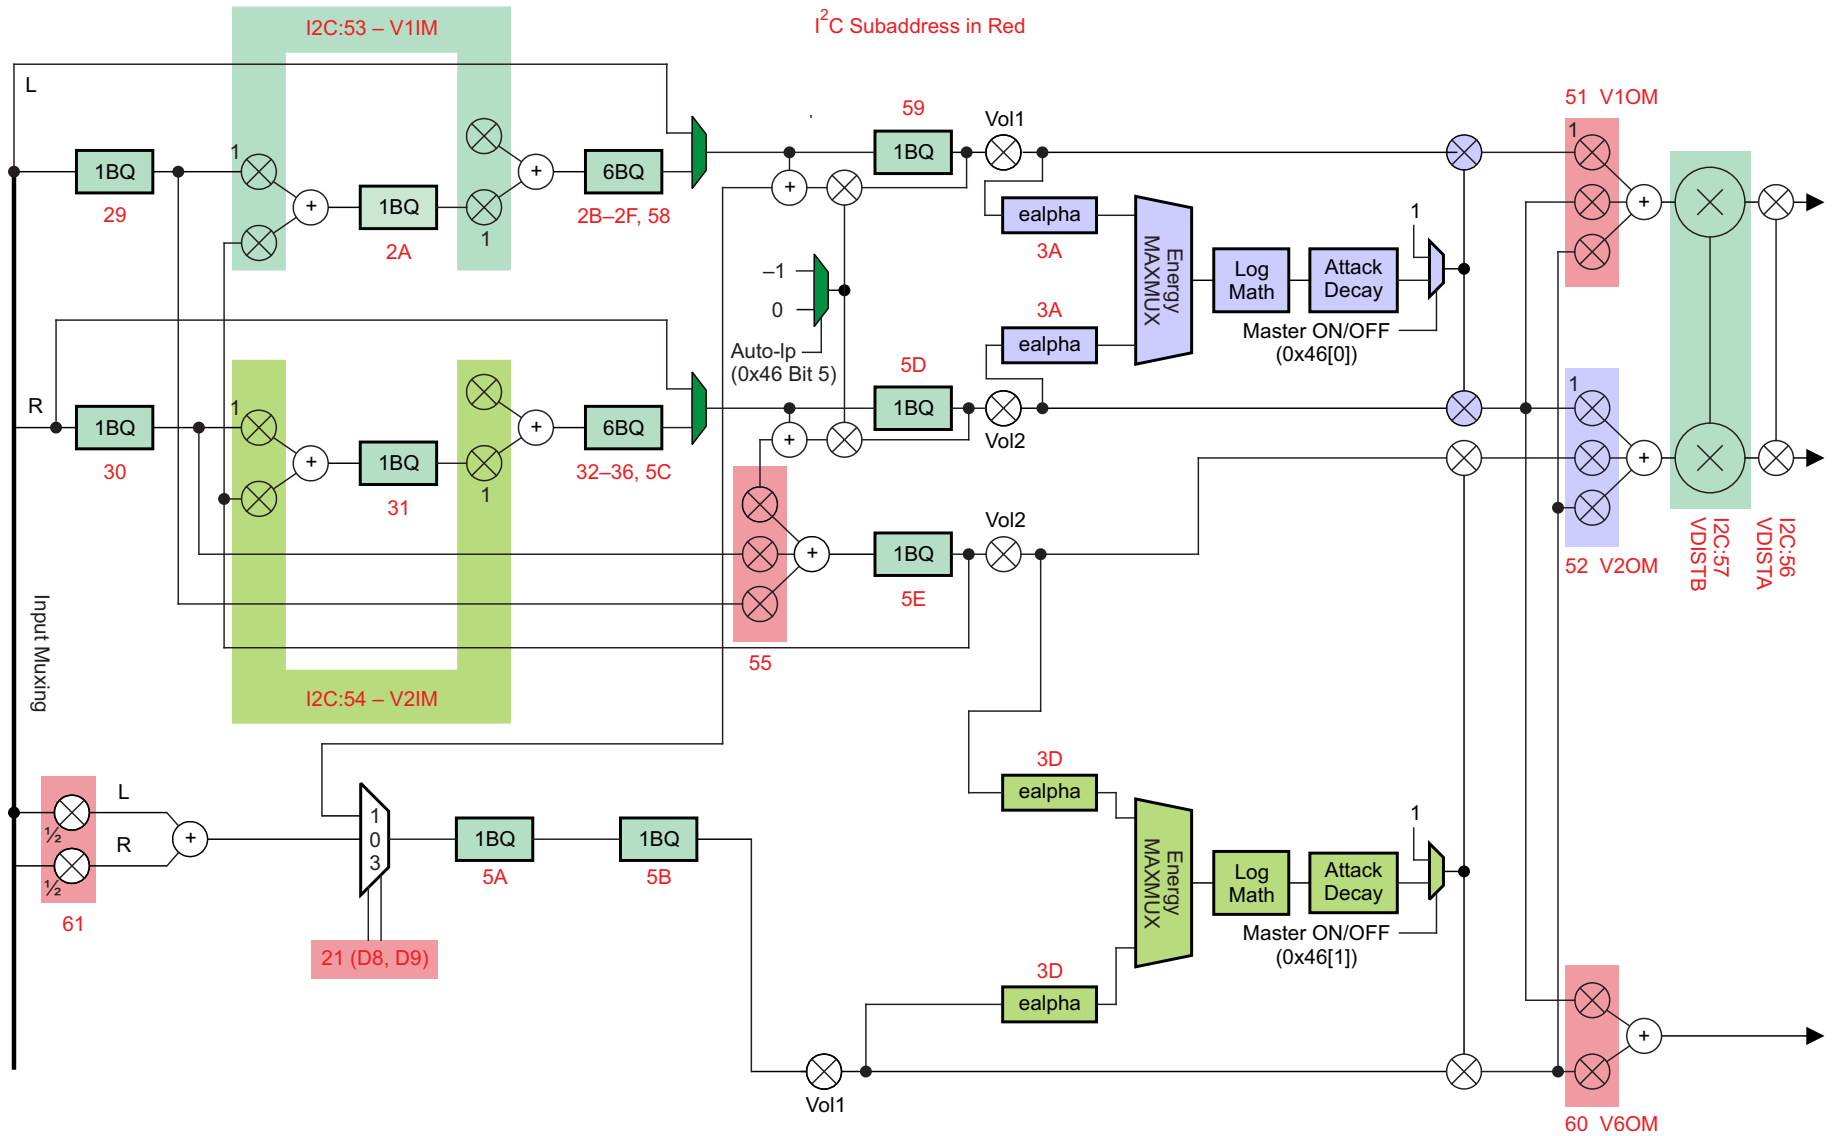 I2C:53 – V1IM
I2C Subaddress in Red
L
59
Vol1
51 V1OM
1
1
1BQ
1BQ
6BQ
1BQ
+
29
+
1BQ
2B–2F, 58
+
1
2A
ealpha
3A
+
1
–1
0
Energy
MAXMUX
Log
Math
Attack
Decay
3A
Master ON/OFF
(0x46[0])
ealpha
Auto-lp
(0x46 Bit 5)
5D
R
1
1BQ
6BQ
1BQ
Vol2
1
30
+
1BQ
+
32–36, 5C
+
+
1
31
Vol2
+
1BQ
5E
52 V2OM
I2C:57
VDISTB
I2C:56
VDISTA
Input Muxing
55
I2C:54 – V2IM
L
½
R
½
+
61
1
0
3
1BQ
5A
1BQ
5B
21 (D8, D9)
3D
ealpha
Energy
MAXMUX
Log
Math
Attack
Decay
1
Master ON/OFF
(0x46[1])
3D
ealpha
+
Vol1
60 V6OM